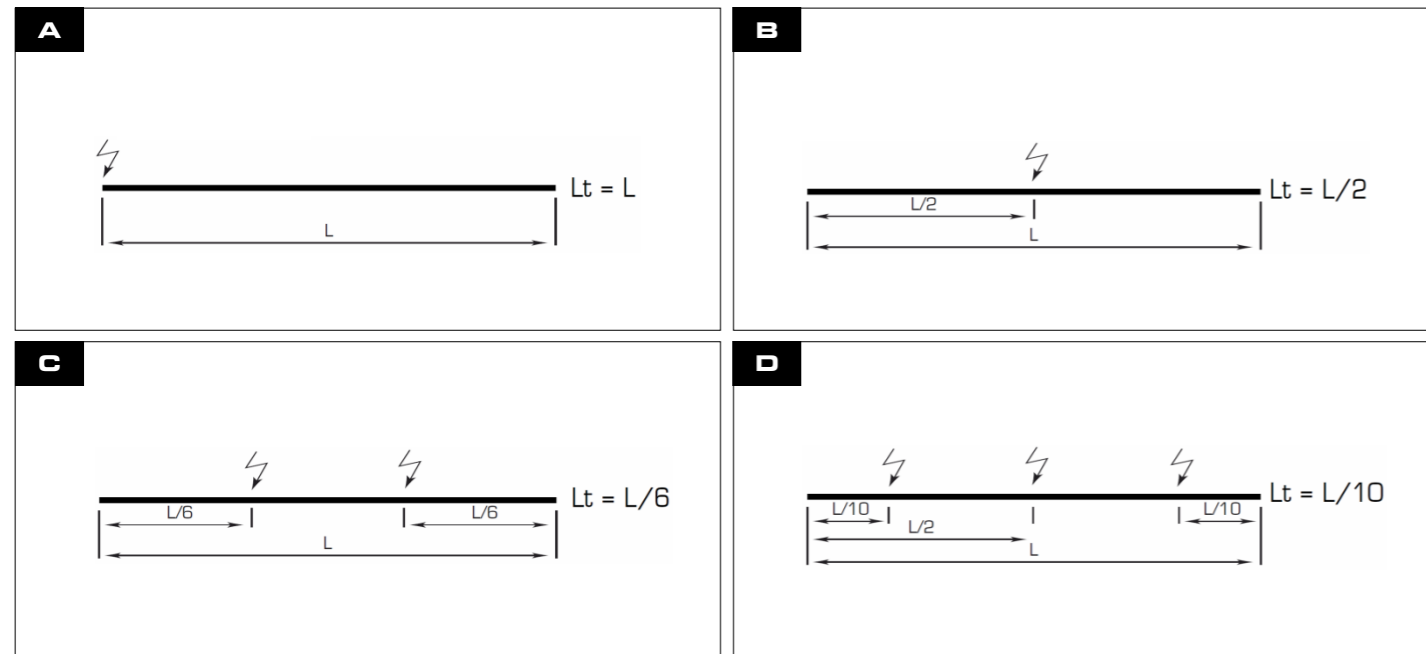 A
Lt = L
L
B
Lt = L/2
L/2
L
C
Lt = L/6
L/6 L/6
L
D
Lt = L/10
L/10 L/10
L/2
L